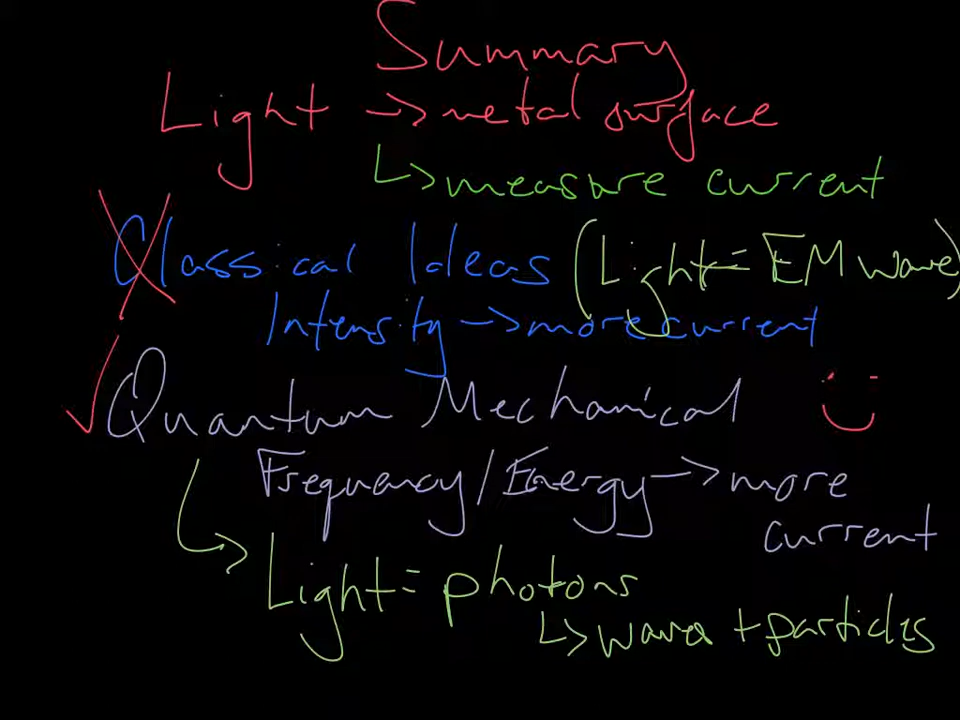 Summary
Light → metal surface
↳ measure current
Classical Ideas (Light = EM wave)
Intensity → more current
✓ Quantum Mechanical
Frequency/Energy → more
current
↳ Light = photons
↳ waves + particles